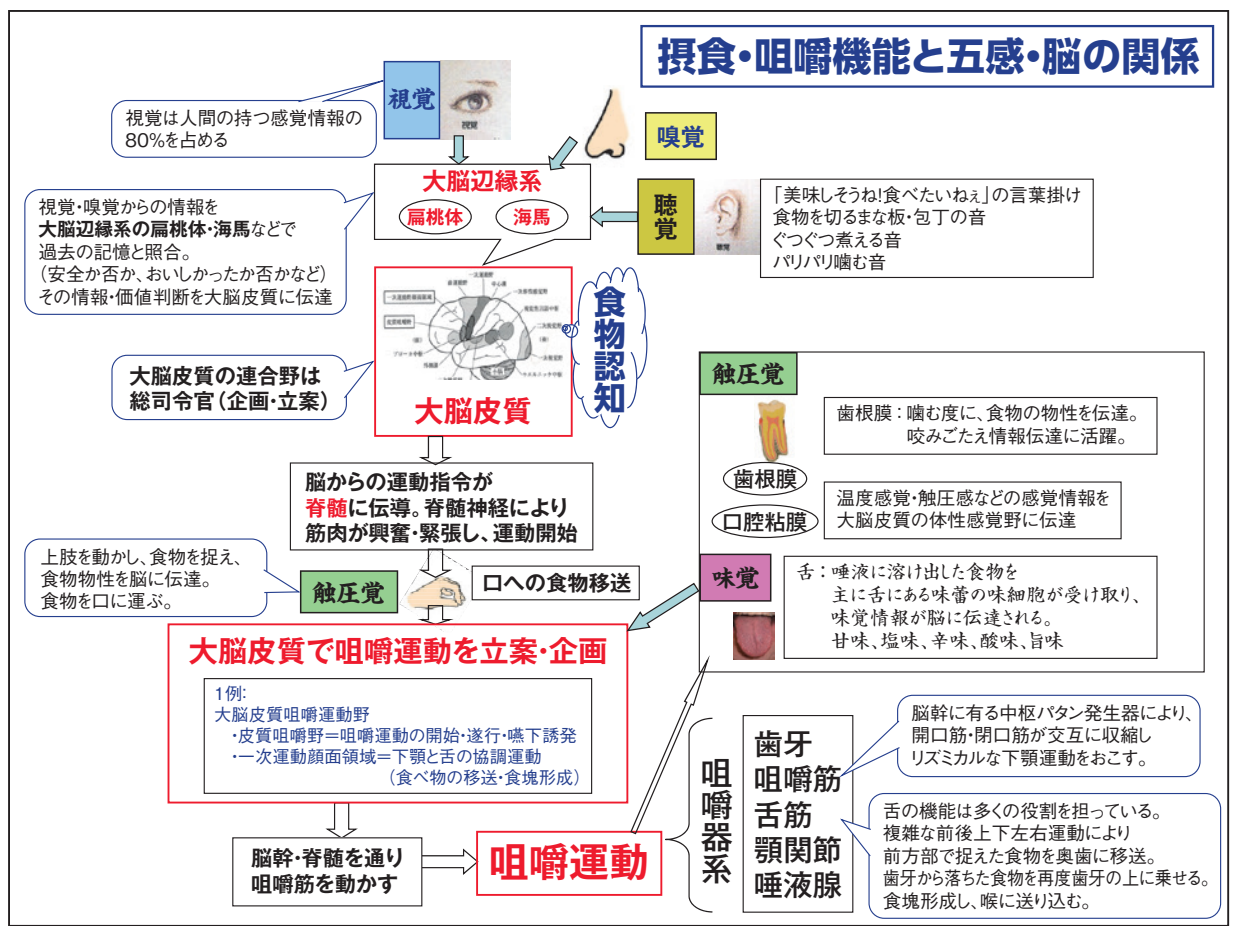 摂食・咀嚼機能と五感・脳の関係
視覚は人間の持つ感覚情報の
80%を占める
視覚
視覚
嗅覚
大脳辺縁系
扁桃体
海馬
聴覚
聴覚
「美味しそうね!食べたいねぇ」の言葉掛け
食物を切るまな板・包丁の音
ぐつぐつ煮える音
パリパリ噛む音
視覚・嗅覚からの情報を
大脳辺縁系の扁桃体・海馬などで
過去の記憶と照合。
(安全か否か、おいしかったか否かなど)
その情報・価値判断を大脳皮質に伝達
一次運動野
中心溝
食物認知
大脳皮質の連合野は
総司令官(企画・立案)
大脳皮質
脳からの運動指令が
脊髄に伝導。脊髄神経により
筋肉が興奮・緊張し、運動開始
上肢を動かし、食物を捉え、
食物物性を脳に伝達。
食物を口に運ぶ。
触圧覚
口への食物移送
触圧覚
歯根膜:噛む度に、食物の物性を伝達。
咬みごたえ情報伝達に活躍。
歯根膜
口腔粘膜
温度感覚・触圧感などの感覚情報を
大脳皮質の体性感覚野に伝達
味覚
舌:唾液に溶け出した食物を
主に舌にある味蕾の味細胞が受け取り、
味覚情報が脳に伝達される。
甘味、塩味、辛味、酸味、旨味
大脳皮質で咀嚼運動を立案・企画
1例:
大脳皮質咀嚼運動野
・皮質咀嚼野=咀嚼運動の開始・遂行・嚥下誘発
・一次運動顔面領域=下顎と舌の協調運動
(食べ物の移送・食塊形成)
脳幹・脊髄を通り
咀嚼筋を動かす
咀嚼運動
咀嚼器系
歯牙
咀嚼筋
舌筋
顎関節
唾液腺
脳幹に有る中枢パタン発生器により、
開口筋・閉口筋が交互に収縮し
リズミカルな下顎運動をおこす。
舌の機能は多くの役割を担っている。
複雑な前後上下左右運動により
前方部で捉えた食物を奥歯に移送。
歯牙から落ちた食物を再度歯牙の上に乗せる。
食塊形成し、喉に送り込む。